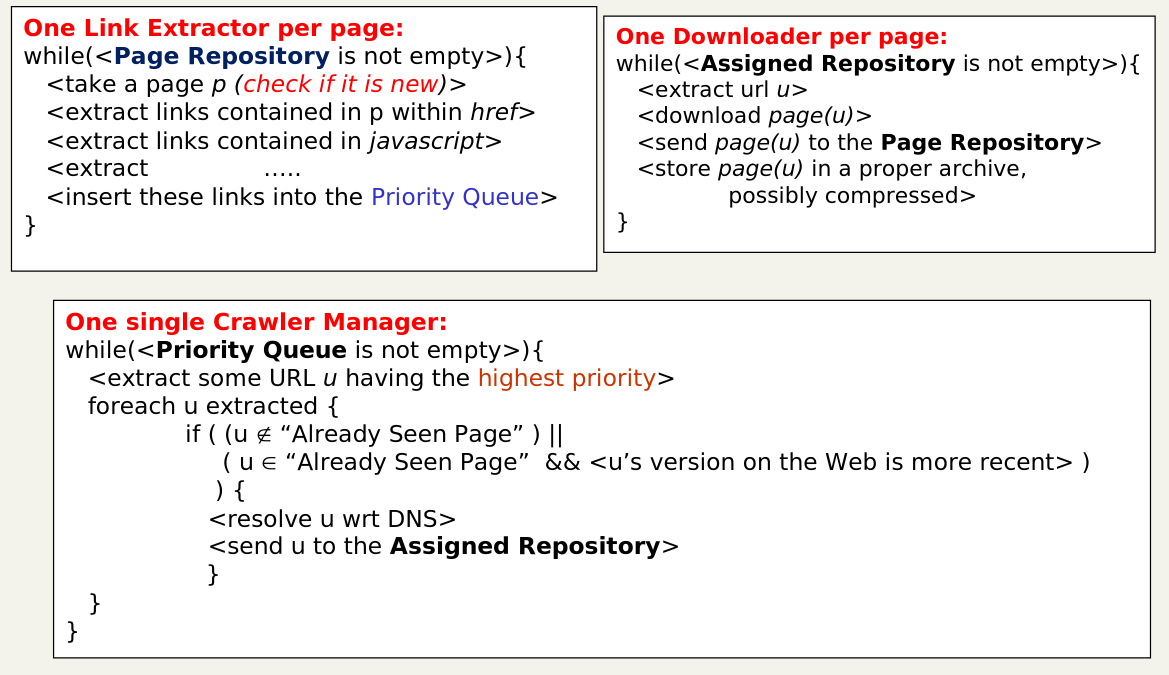 One Link Extractor per page:
while(<Page Repository is not empty>){
<take a page p (check if it is new)>
<extract links contained in p within href>
<extract links contained in javascript>
<extract …..
<insert these links into the Priority Queue>
}
One Downloader per page:
while(<Assigned Repository is not empty>){
<extract url u>
<download page(u)>
<send page(u) to the Page Repository>
<store page(u) in a proper archive,
possibly compressed>
}
One single Crawler Manager:
while(<Priority Queue is not empty>){
<extract some URL u having the highest priority>
foreach u extracted {
if ( (u ∉ “Already Seen Page” ) ||
( u ∈ “Already Seen Page” && <u’s version on the Web is more recent> )
) {
<resolve u wrt DNS>
<send u to the Assigned Repository>
}
}
}